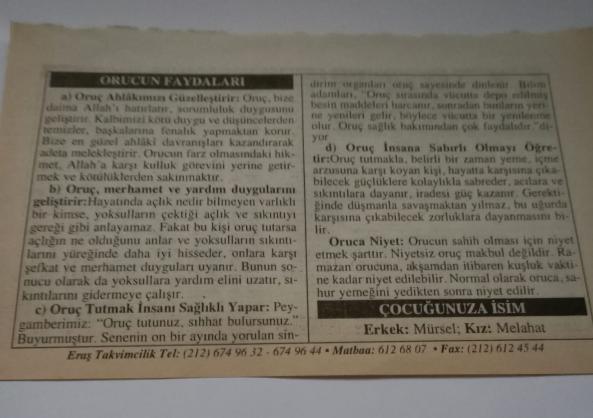 ORUCUN FAYDALARI
a) Oruç Ahlâkımızı Güzelleştirir: Oruç, bize
daima Allah'ı hatırlatır, sorumluluk duygusunu
geliştirir. Kalbimizi kötü duygu ve düşüncelerden
temizler, başkalarına fenalık yapmaktan korur.
Bize en güzel ahlâkî davranışları kazandırarak
adeta melekleştirir. Orucun farz olmasındaki hik-
met, Allah'a karşı kulluk görevini yerine getir-
mek ve kötülüklerden sakınmaktır.
b) Oruç, merhamet ve yardım duygularını
geliştirir:Hayatında açlık nedir bilmeyen varlıklı
bir kimse, yoksulların çektiği açlık ve sıkıntıyı
gereği gibi anlayamaz. Fakat bu kişi oruç tutarsa
açlığın ne olduğunu anlar ve yoksulların sıkıntı-
larını yüreğinde daha iyi hisseder, onlara karşı
şefkat ve merhamet duyguları uyanır. Bunun so-
nucu olarak da yoksullara yardım elini uzatır, sı-
kıntılarını gidermeye çalışır.
c) Oruç Tutmak İnsanı Sağlıklı Yapar: Pey-
gamberimiz: "Oruç tutunuz, sıhhat bulursunuz."
Buyurmuştur. Senenin on bir ayında yorulan sin-
dirim organları oruç sayesinde dinlenir. Bilim
adamları, "Oruç sırasında vücutta depo edilmiş
besin maddeleri harcanır, sonradan bunların yeri-
ne yenileri gelir, böylece vücutta bir yenilenme
olur. Oruç sağlık bakımından çok faydalıdır."di-
yor
d) Oruç İnsana Sabırlı Olmayı Öğre-
tir:Oruç tutmakla, belirli bir zaman yeme, içme
arzusuna karşı koyan kişi, hayatta karşısına çıka-
bilecek güçlüklere kolaylıkla sabreder, acılara ve
sıkıntılara dayanır, iradesi güç kazanır. Gerekti-
ğinde düşmanla savaşmaktan yılmaz, bu uğurda
karşısına çıkabilecek zorluklara dayanmasını bi-
lir.
Oruca Niyet: Orucun sahih olması için niyet
etmek şarttır. Niyetsiz oruç makbul değildir. Ra-
mazan orucuna, akşamdan itibaren kuşluk vakti-
ne kadar niyet edilebilir. Normal olarak oruca, sa-
hur yemeğini yedikten sonra niyet edilir.
ÇOCUĞUNUZA İSİM
Erkek: Mürsel; Kız: Melahat
Eraş Takvimcilik Tel: (212) 674 96 32 - 674 96 44 • Matbaa: 612 68 07 • Fax: (212) 612 45 44